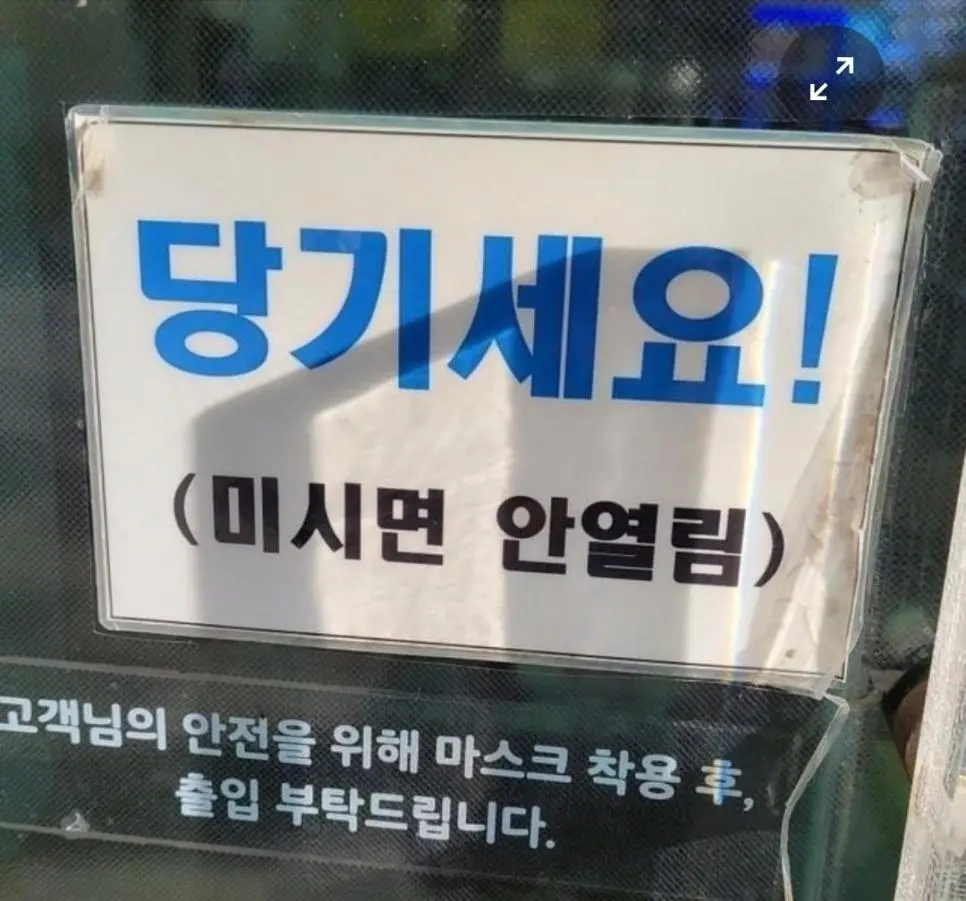 당기세요!
(미시면 안열림)
고객님의 안전을 위해 마스크 착용 후,
출입 부탁드립니다.